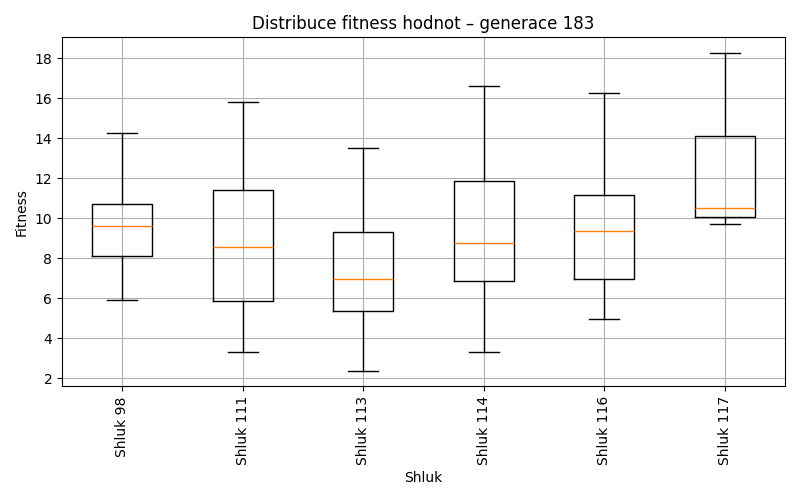 Distribuce fitness hodnot – generace 183
Fitness
18
16
14
12
10
8
6
4
2
Shluk 98
Shluk 111
Shluk 113
Shluk 114
Shluk 116
Shluk 117
Shluk